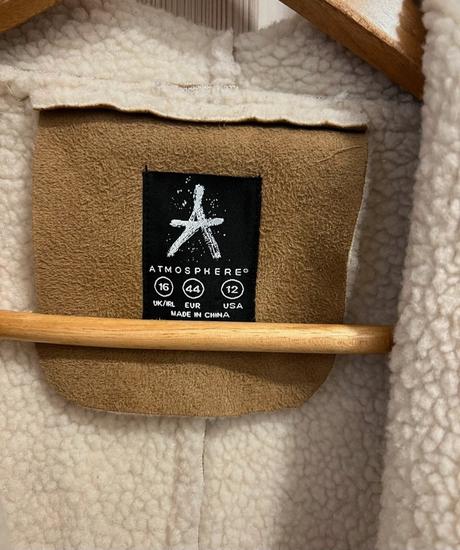 ATMOSPHERE®
16 44 12
UK/IRL EUR USA
MADE IN CHINA